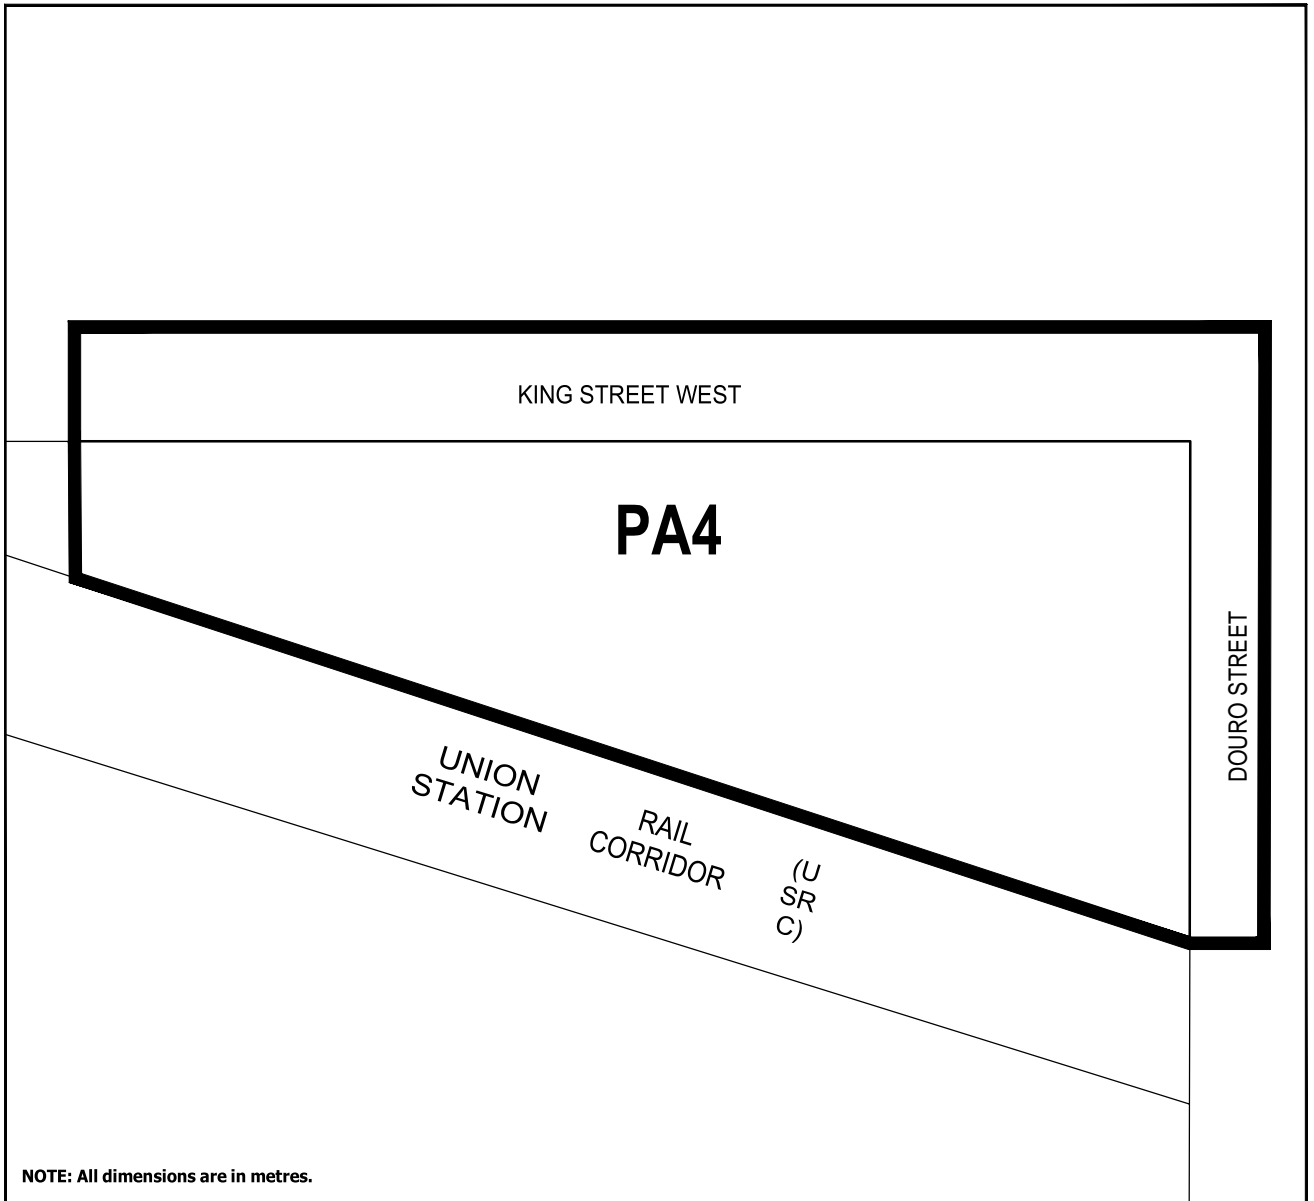 KING STREET WEST
PA4
DOURO STREET
UNION
STATION
RAIL
CORRIDOR
(U
SR
C)
NOTE: All dimensions are in metres.